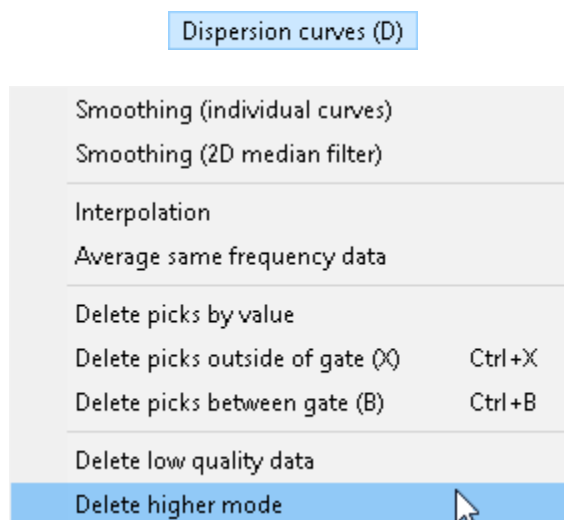 Dispersion curves (D)
Smoothing (individual curves)
Smoothing (2D median filter)
Interpolation
Average same frequency data
Delete picks by value
Delete picks outside of gate (X) Ctrl+X
Delete picks between gate (B) Ctrl+B
Delete low quality data
Delete higher mode